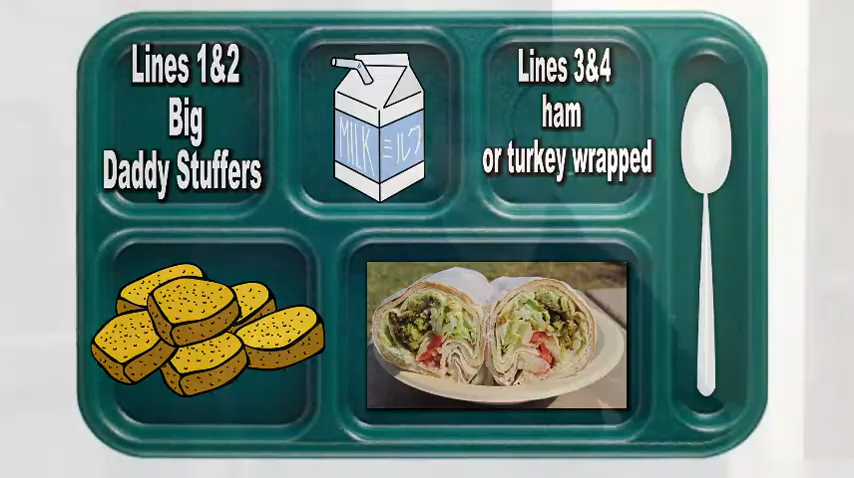 Lines 1&2
Big
Daddy Stuffers
MILK ミルク
Lines 3&4
ham
or turkey wrapped